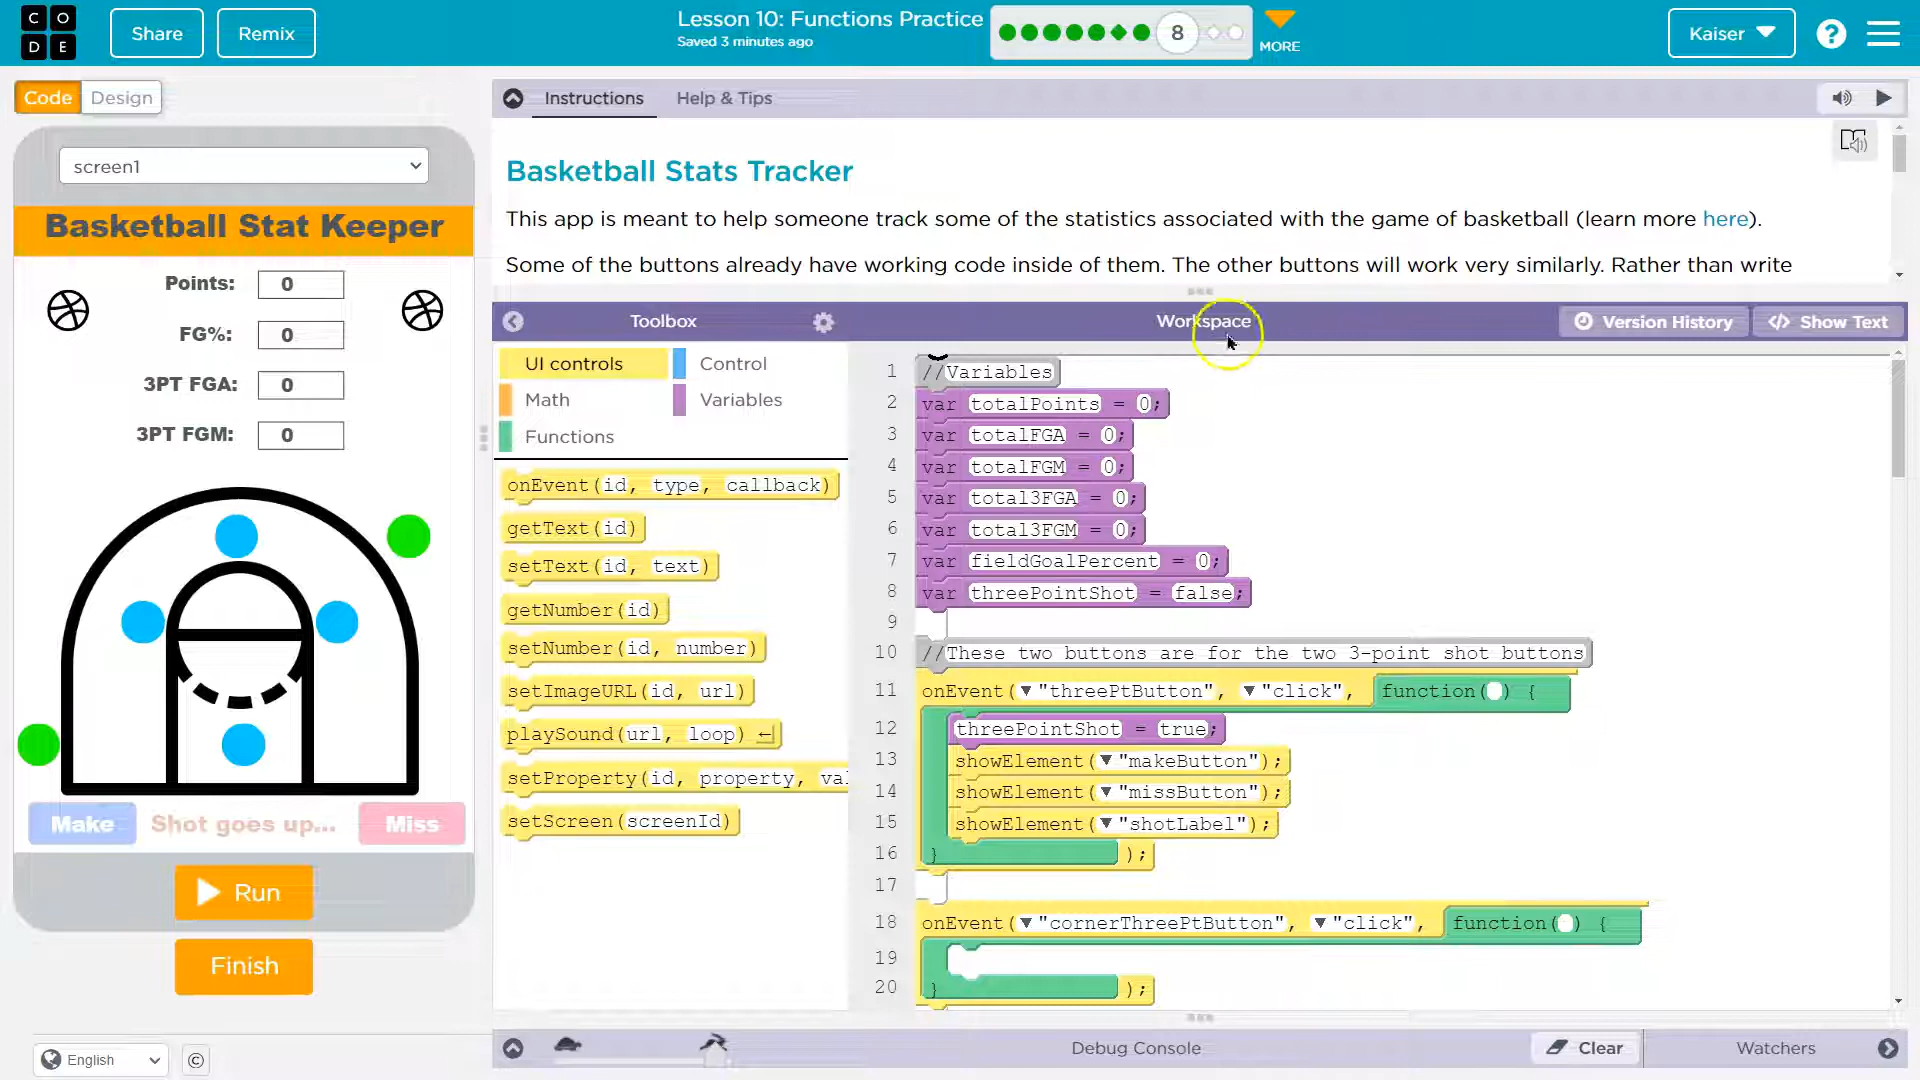 CODE
Share
Remix
Lesson 10: Functions Practice
Saved 3 minutes ago
8
MORE
Kaiser
?
Code
Design
Instructions
Help & Tips
screen1
Basketball Stat Keeper
Points: 0
FG%: 0
3PT FGA: 0
3PT FGM: 0
Make
Shot goes up...
Miss
Run
Finish
English
©
Basketball Stats Tracker
This app is meant to help someone track some of the statistics associated with the game of basketball (learn more here).
Some of the buttons already have working code inside of them. The other buttons will work very similarly. Rather than write
Toolbox
Workspace
Version History
</> Show Text
UI controls
Control
Math
Variables
Functions
onEvent(id, type, callback)
getText(id)
setText(id, text)
getNumber(id)
setNumber(id, number)
setImageURL(id, url)
playSound(url, loop) ←
setProperty(id, property, val
setScreen(screenId)
1 //Variables
2 var totalPoints = 0;
3 var totalFGA = 0;
4 var totalFGM = 0;
5 var total3FGA = 0;
6 var total3FGM = 0;
7 var fieldGoalPercent = 0;
8 var threePointShot = false;
9
10 //These two buttons are for the two 3-point shot buttons
11 onEvent(▼"threePtButton", ▼"click", function() {
12 threePointShot = true;
13 showElement(▼"makeButton");
14 showElement(▼"missButton");
15 showElement(▼"shotLabel");
16 } );
17
18 onEvent(▼"cornerThreePtButton", ▼"click", function() {
19
20 } );
Debug Console
Clear
Watchers